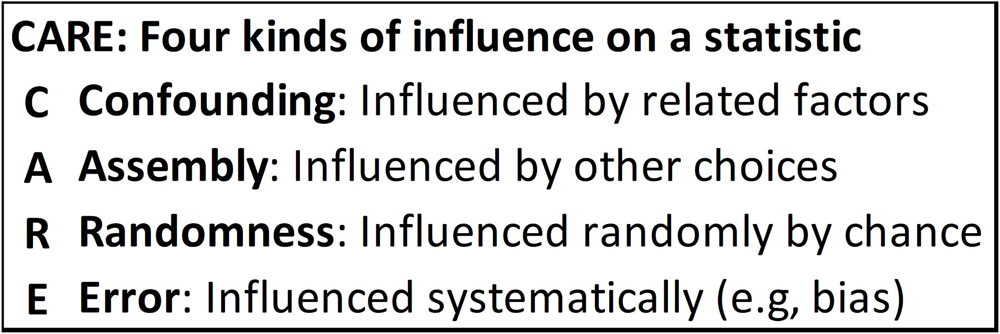 CARE: Four kinds of influence on a statistic
C Confounding: Influenced by related factors
A Assembly: Influenced by other choices
R Randomness: Influenced randomly by chance
E Error: Influenced systematically (e.g, bias)